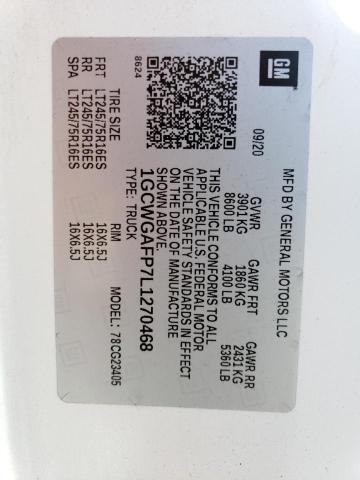 GM
MFD BY GENERAL MOTORS LLC
09/20
GVWR GAWR FRT GAWR RR
3901 KG 1860 KG 2431 KG
8600 LB 4100 LB 5360 LB
THIS VEHICLE CONFORMS TO ALL
APPLICABLE U.S. FEDERAL MOTOR
VEHICLE SAFETY STANDARDS IN EFFECT
ON THE DATE OF MANUFACTURE
SHOWN ABOVE.
1GCWGAFP7L1270468
TYPE: TRUCK
8624
MODEL: 78CG23405
TIRE SIZE RIM
FRT LT245/75R16ES 16X6.5J
RR LT245/75R16ES 16X6.5J
SPA LT245/75R16ES 16X6.5J